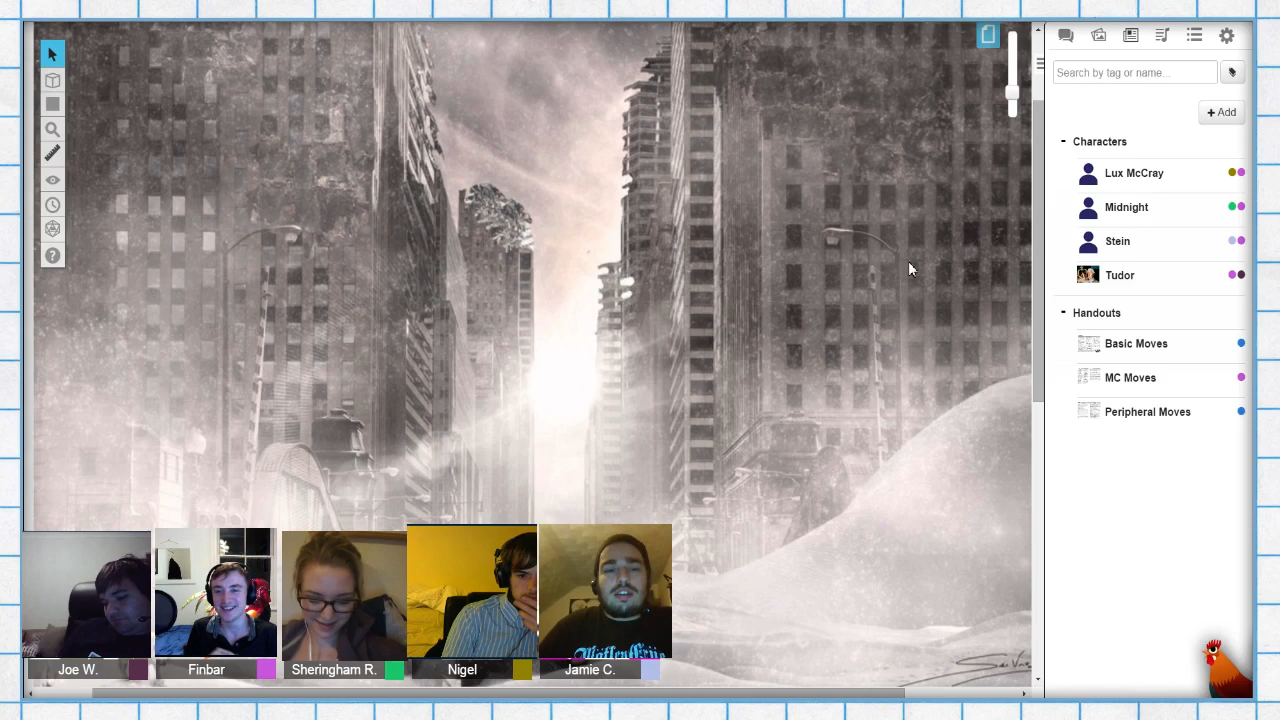 Search by tag or name...
+ Add
- Characters
Lux McCray
Midnight
Stein
Tudor
- Handouts
Basic Moves
MC Moves
Peripheral Moves
Joe W.
Finbar
Sheringham R.
Nigel
Jamie C.